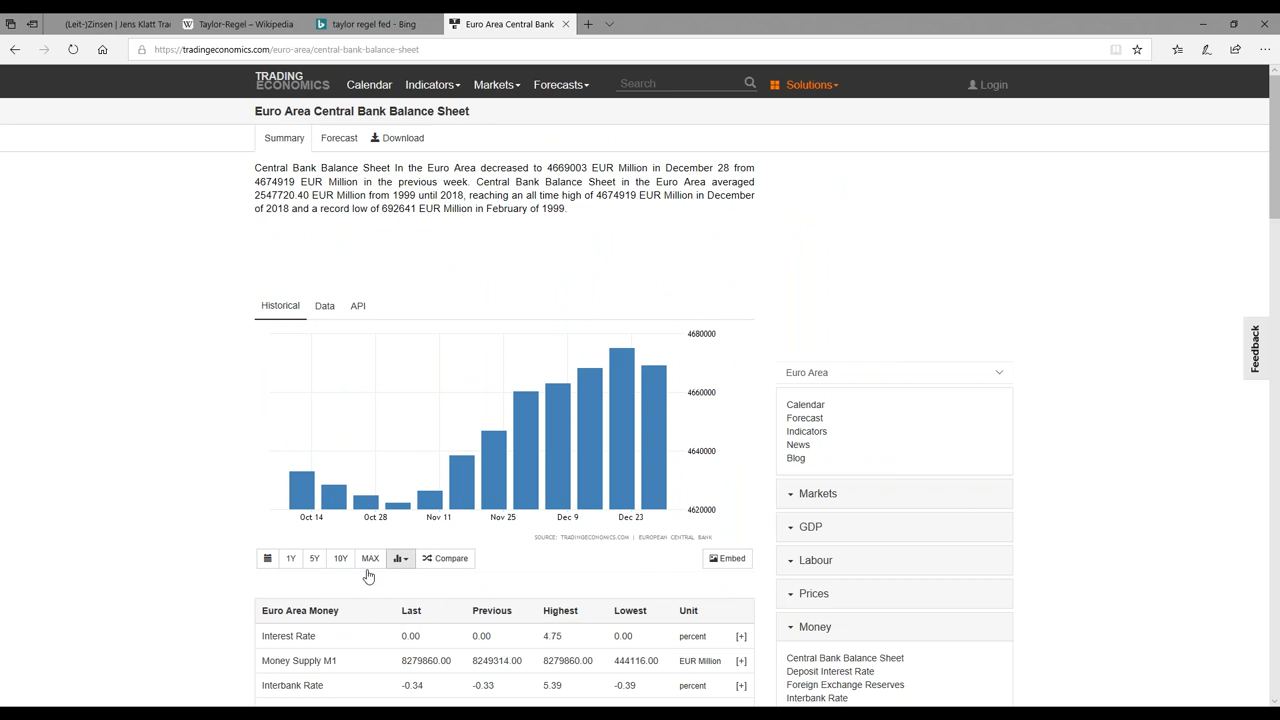 (Leit-)Zinsen | Jens Klatt Tra
Taylor-Regel – Wikipedia
taylor regel fed - Bing
Euro Area Central Bank
https://tradingeconomics.com/euro-area/central-bank-balance-sheet
TRADING
ECONOMICS
Calendar
Indicators
Markets
Forecasts
Search
Solutions
Login
Euro Area Central Bank Balance Sheet
Summary
Forecast
Download
Central Bank Balance Sheet In the Euro Area decreased to 4669003 EUR Million in December 28 from
4674919 EUR Million in the previous week. Central Bank Balance Sheet in the Euro Area averaged
2547720.40 EUR Million from 1999 until 2018, reaching an all time high of 4674919 EUR Million in December
of 2018 and a record low of 692641 EUR Million in February of 1999.
Historical
Data
API
4680000
4660000
4640000
4620000
Oct 14
Oct 28
Nov 11
Nov 25
Dec 9
Dec 23
SOURCE: TRADINGECONOMICS.COM | EUROPEAN CENTRAL BANK
1Y
5Y
10Y
MAX
Compare
Embed
Euro Area Money Last Previous Highest Lowest Unit
Interest Rate 0.00 0.00 4.75 0.00 percent [+]
Money Supply M1 8279860.00 8249314.00 8279860.00 444116.00 EUR Million [+]
Interbank Rate -0.34 -0.33 5.39 -0.39 percent [+]
Euro Area
Calendar
Forecast
Indicators
News
Blog
Markets
GDP
Labour
Prices
Money
Central Bank Balance Sheet
Deposit Interest Rate
Foreign Exchange Reserves
Interbank Rate
Feedback